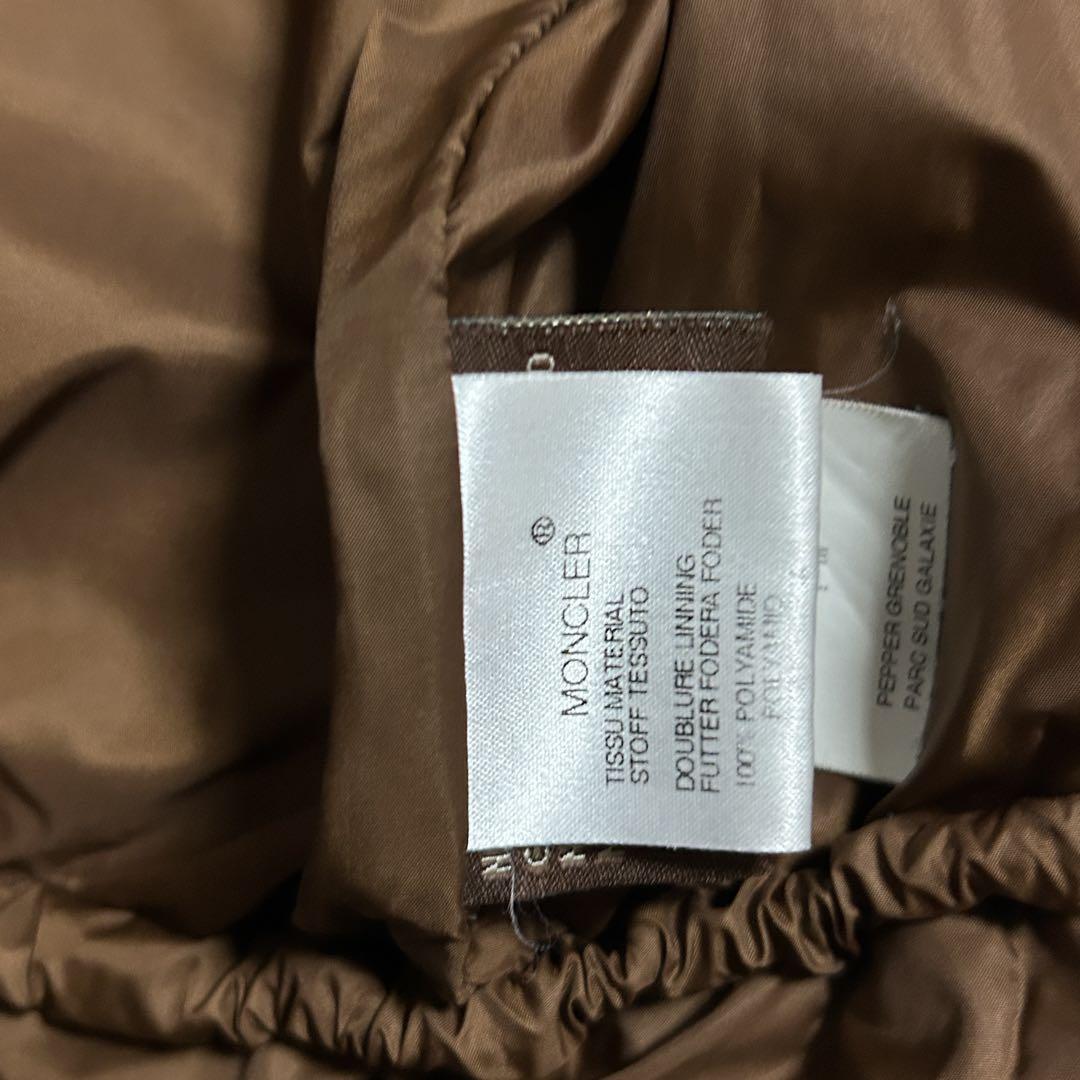 MONCLER®
TISSU MATERIAL
STOFF TESSUTO
DOUBLURE LINNING
FUTTER FODERA FODER
100% POLYAMIDE
POLYAMID
PEPPER GRENOBLE
PARC SUD GALAXIE